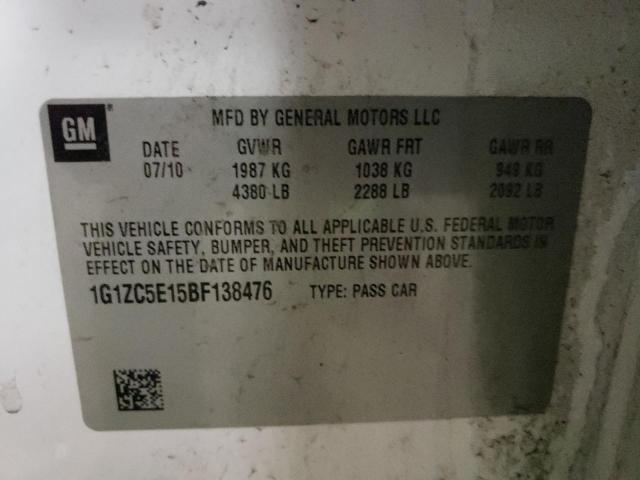 GM
MFD BY GENERAL MOTORS LLC
DATE GVWR GAWR FRT GAWR RR
07/10 1987 KG 1038 KG 949 KG
4380 LB 2288 LB 2092 LB
THIS VEHICLE CONFORMS TO ALL APPLICABLE U.S. FEDERAL MOTOR
VEHICLE SAFETY, BUMPER, AND THEFT PREVENTION STANDARDS IN
EFFECT ON THE DATE OF MANUFACTURE SHOWN ABOVE.
1G1ZC5E15BF138476 TYPE: PASS CAR